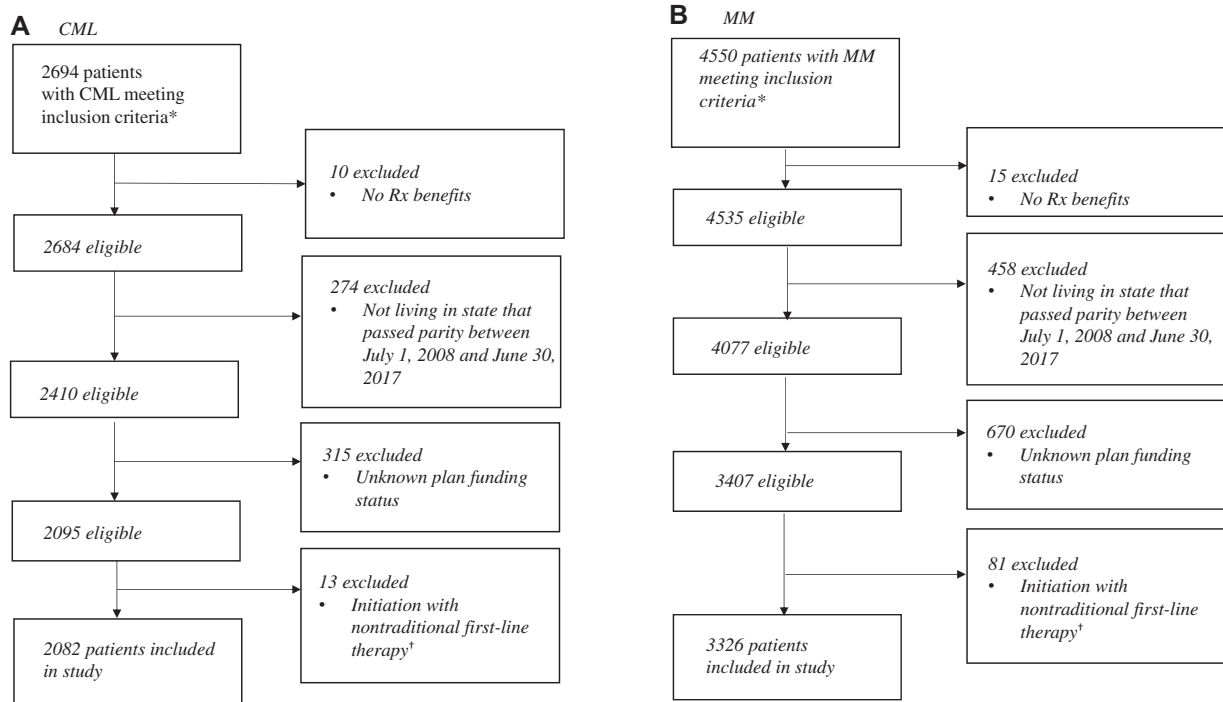 A CML
2694 patients
with CML meeting
inclusion criteria*
10 excluded
• No Rx benefits
2684 eligible
274 excluded
• Not living in state that
passed parity between
July 1, 2008 and June 30,
2017
2410 eligible
315 excluded
• Unknown plan funding
status
2095 eligible
13 excluded
• Initiation with
nontraditional first-line
therapy†
2082 patients included
in study
B MM
4550 patients with MM
meeting inclusion
criteria*
15 excluded
• No Rx benefits
4535 eligible
458 excluded
• Not living in state that
passed parity between
July 1, 2008 and June 30,
2017
4077 eligible
670 excluded
• Unknown plan funding
status
3407 eligible
81 excluded
• Initiation with
nontraditional first-line
therapy†
3326 patients
included in study